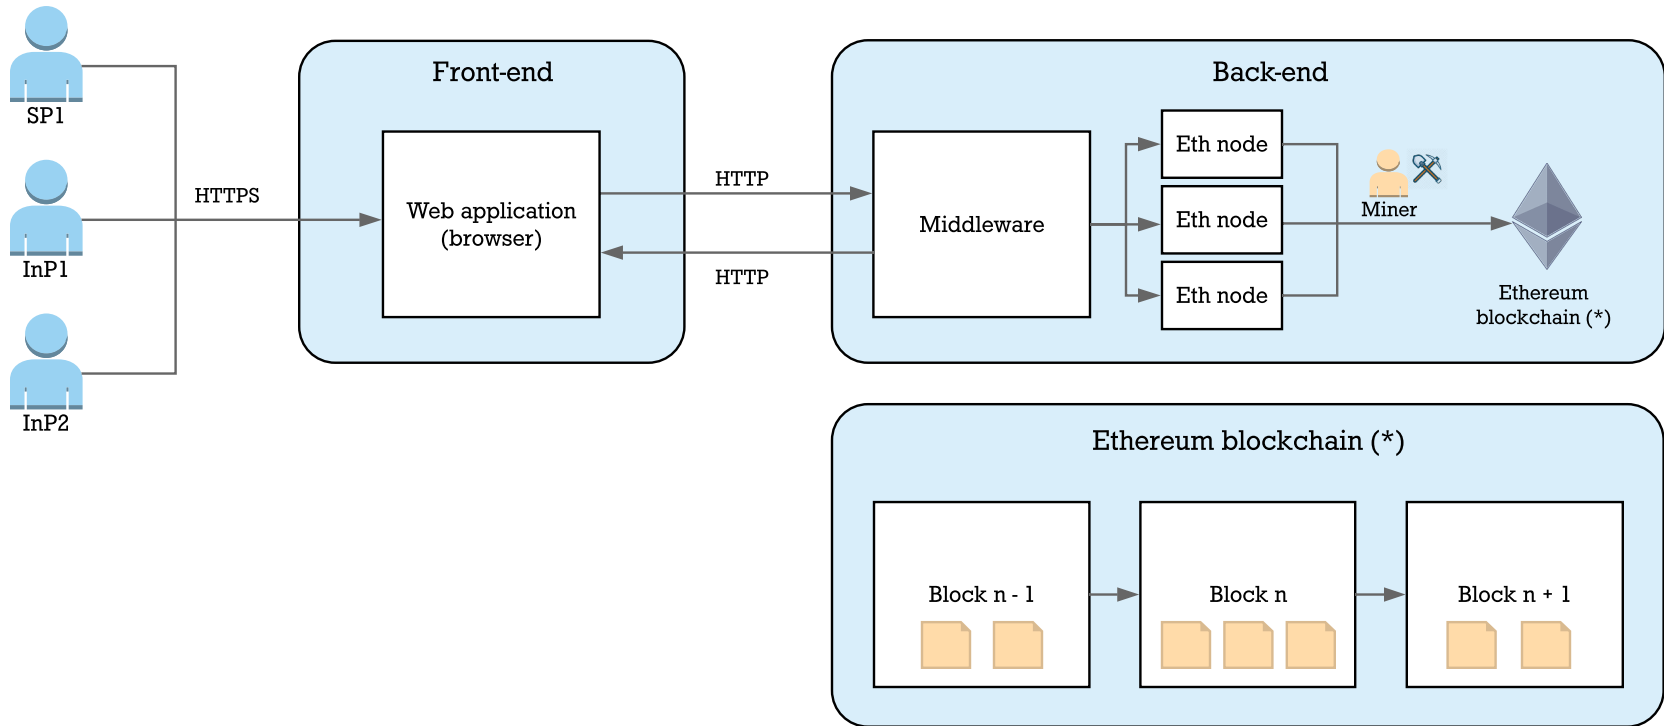 SP1
InP1
InP2
HTTPS
Front-end
Web application
(browser)
HTTP
HTTP
Back-end
Middleware
Eth node
Eth node
Eth node
Miner
Ethereum
blockchain (*)
Ethereum blockchain (*)
Block n - 1
Block n
Block n + 1